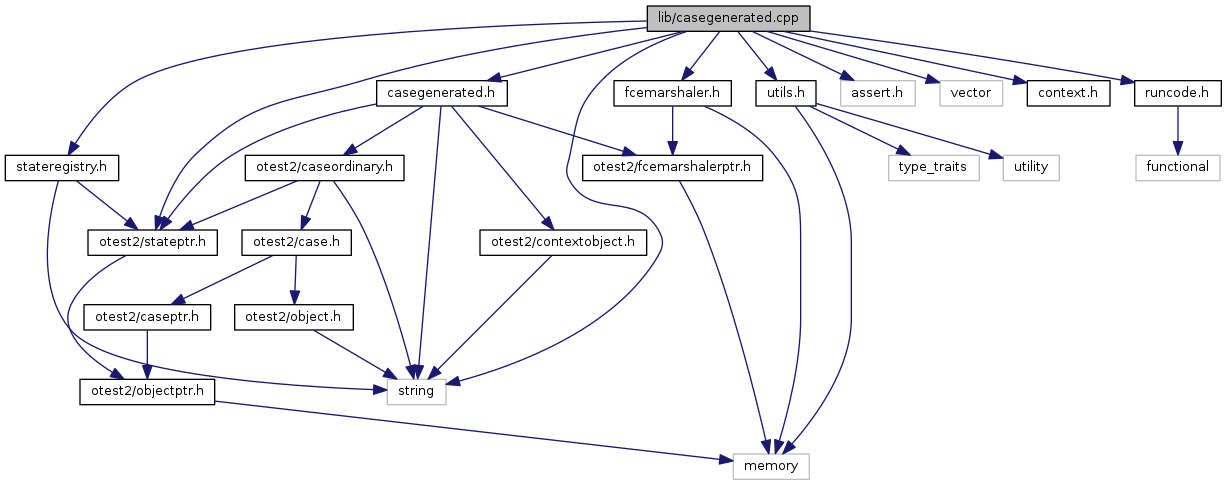 lib/casegenerated.cpp
casegenerated.h
fcemarshaler.h
utils.h
assert.h
vector
context.h
runcode.h
stateregistry.h
otest2/caseordinary.h
otest2/fcemarshalerptr.h
type_traits
utility
functional
otest2/stateptr.h
otest2/case.h
otest2/contextobject.h
otest2/caseptr.h
otest2/object.h
otest2/objectptr.h
string
memory